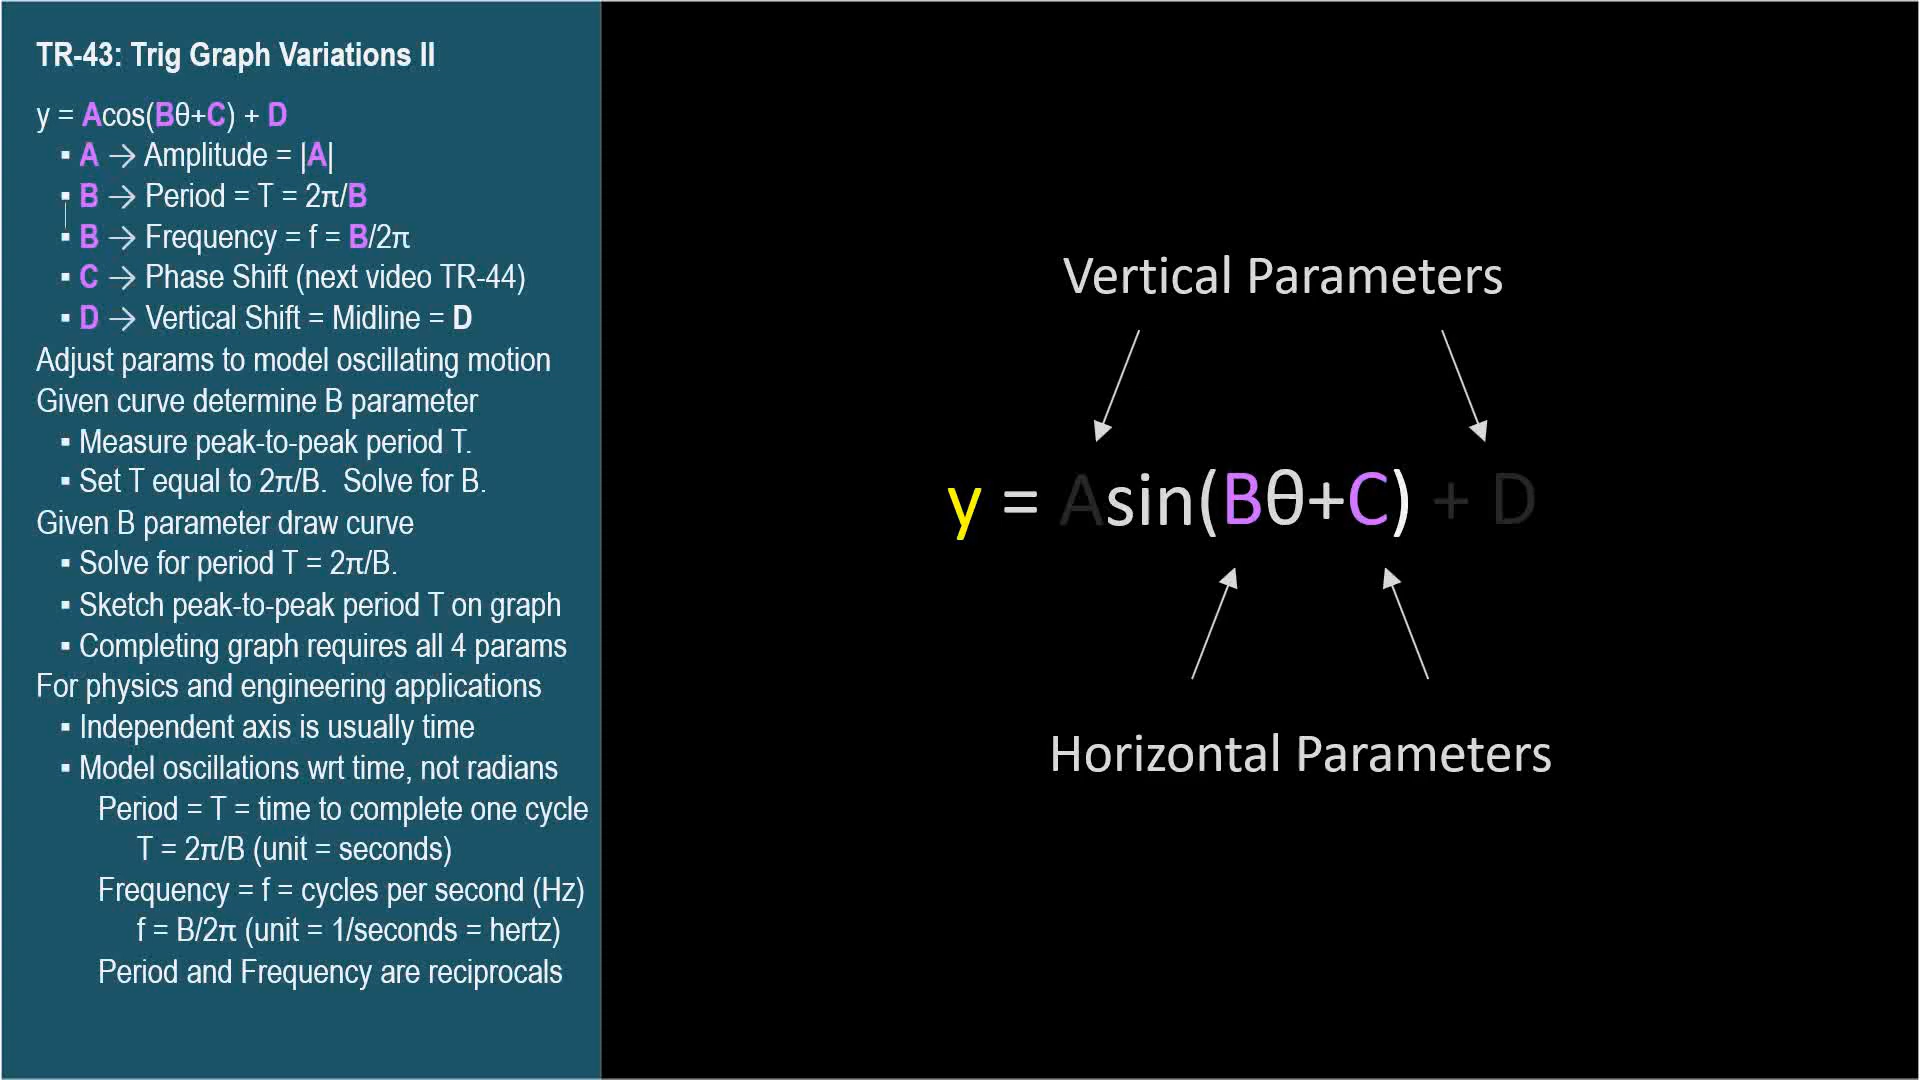 TR-43: Trig Graph Variations II
y = Acos(Bθ+C) + D
▪ A → Amplitude = |A|
▪ B → Period = T = 2π/B
▪ B → Frequency = f = B/2π
▪ C → Phase Shift (next video TR-44)
▪ D → Vertical Shift = Midline = D
Adjust params to model oscillating motion
Given curve determine B parameter
▪ Measure peak-to-peak period T.
▪ Set T equal to 2π/B. Solve for B.
Given B parameter draw curve
▪ Solve for period T = 2π/B.
▪ Sketch peak-to-peak period T on graph
▪ Completing graph requires all 4 params
For physics and engineering applications
▪ Independent axis is usually time
▪ Model oscillations wrt time, not radians
Period = T = time to complete one cycle
T = 2π/B (unit = seconds)
Frequency = f = cycles per second (Hz)
f = B/2π (unit = 1/seconds = hertz)
Period and Frequency are reciprocals
Vertical Parameters
y = Asin(Bθ+C) + D
Horizontal Parameters